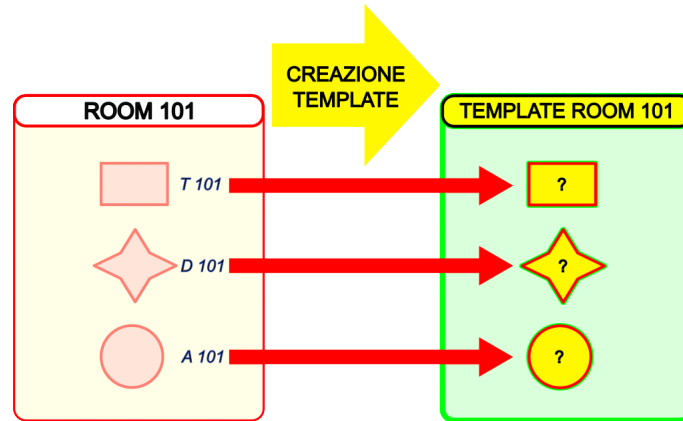 CREAZIONE
TEMPLATE
ROOM 101
TEMPLATE ROOM 101
T 101
?
D 101
?
A 101
?